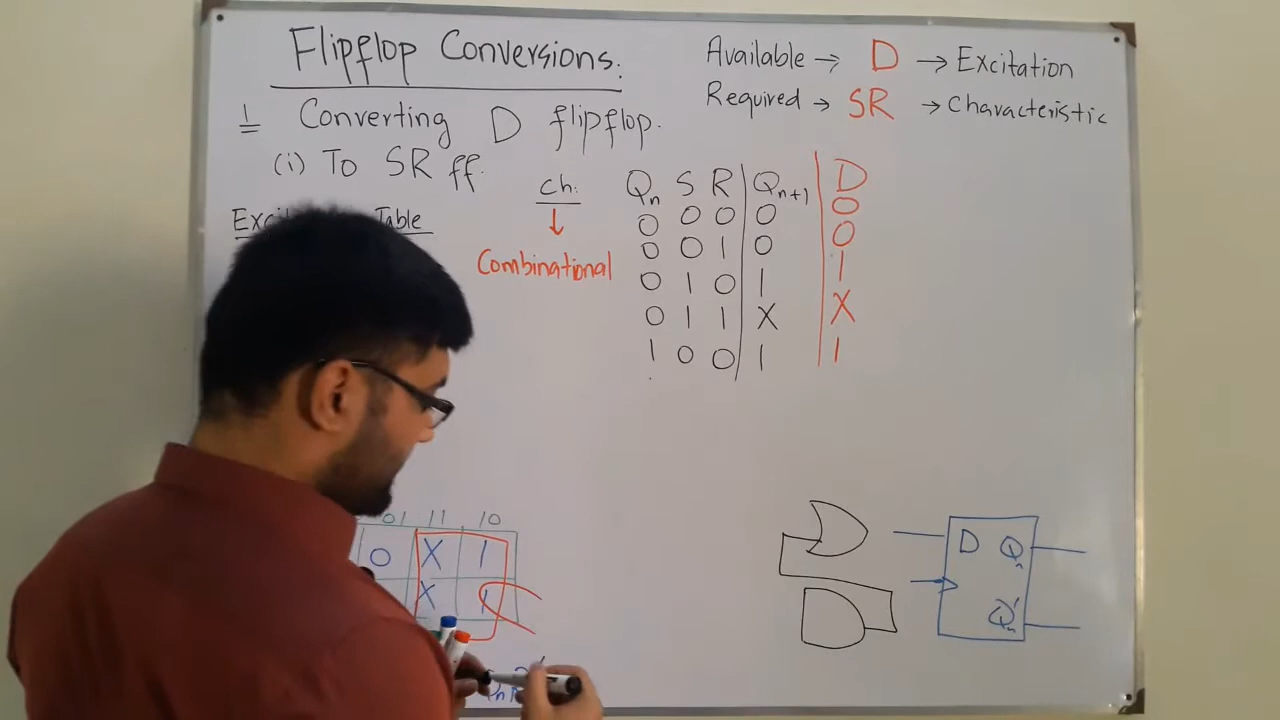 Flipflop Conversions:
Available → D → Excitation
Required → SR → Characteristic
1 Converting D flipflop.
(i) To SR ff.
Table
ch:
↓
Combinational
Qn S R Qn+1 D
0 0 0 0 0
0 0 1 0 0
0 1 0 1 1
0 1 1 X X
1 0 0 1 1
01 11 10
0 X 1
X 1
D Qn
Q'n